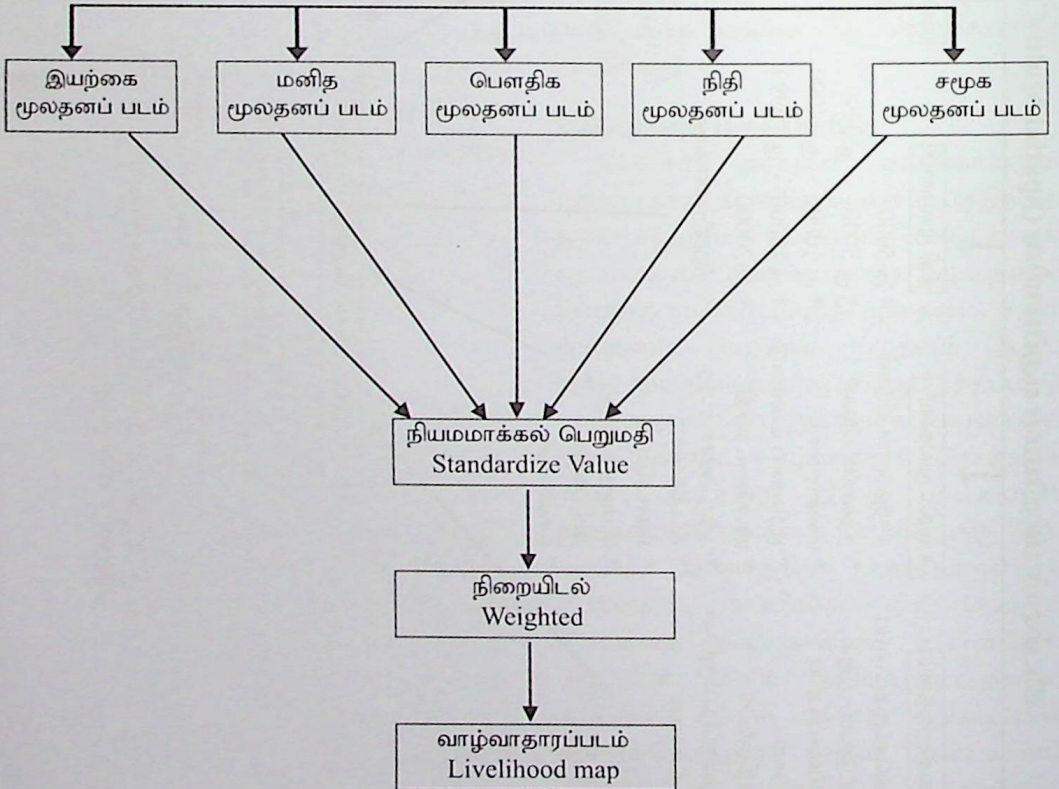 இயற்கை
மூலதனப் படம்
மனித
மூலதனப் படம்
பௌதிக
மூலதனப் படம்
நிதி
மூலதனப் படம்
சமூக
மூலதனப் படம்
நியமமாக்கல் பெறுமதி
Standardize Value
நிறையிடல்
Weighted
வாழ்வாதாரப்படம்
Livelihood map